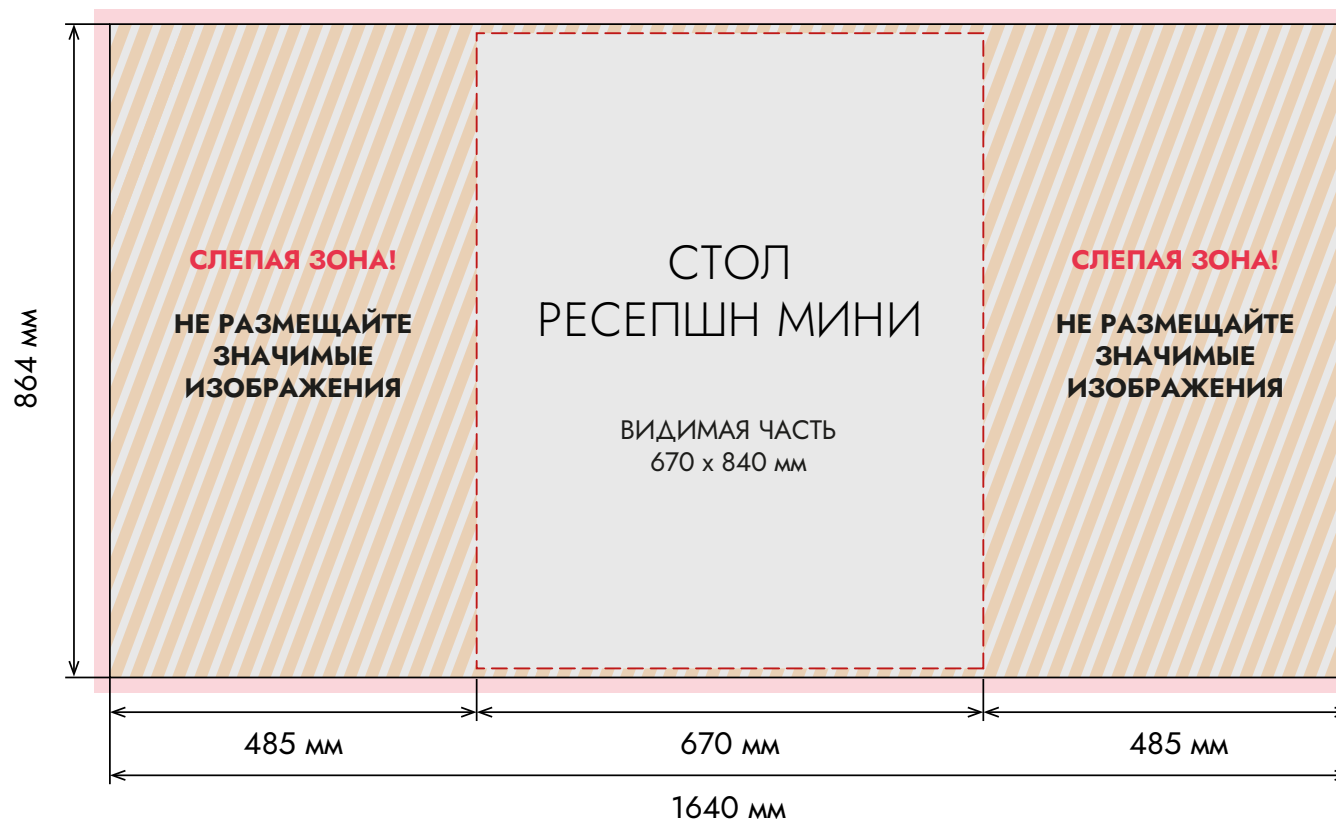 864 мм
СЛЕПАЯ ЗОНА!
НЕ РАЗМЕЩАЙТЕ
ЗНАЧИМЫЕ
ИЗОБРАЖЕНИЯ
СТОЛ
РЕСЕПШН МИНИ
ВИДИМАЯ ЧАСТЬ
670 х 840 мм
СЛЕПАЯ ЗОНА!
НЕ РАЗМЕЩАЙТЕ
ЗНАЧИМЫЕ
ИЗОБРАЖЕНИЯ
485 мм
670 мм
485 мм
1640 мм